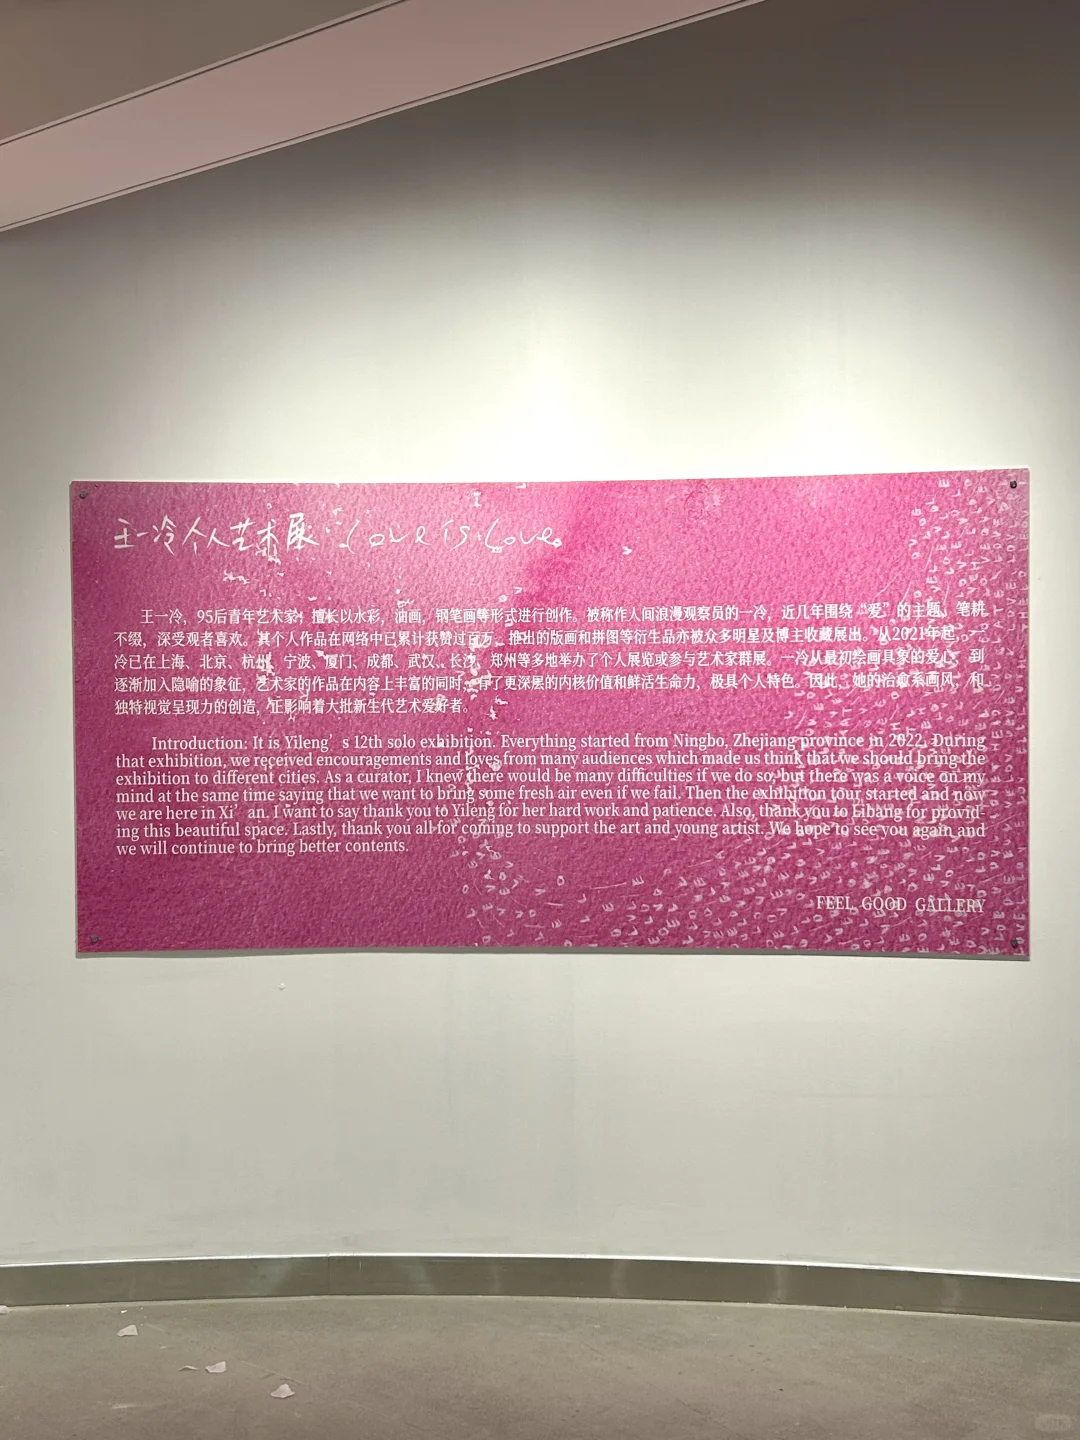 王一冷个人艺术展:Love is Love
王一冷，95后青年艺术家；擅长以水彩，油画，钢笔画等形式进行创作。被称作人间浪漫观察员的一冷，近几年围绕“爱”的主题，笔耕
不缀，深受观者喜欢。其个人作品在网络中已累计获赞过百万。推出的版画和拼图等衍生品亦被众多明星及博主收藏展出。从2021年起，一
冷已在上海、北京、杭州、宁波、厦门、成都、武汉、长沙、郑州等多地举办了个人展览或参与艺术家群展。一冷从最初绘画具象的爱心，到
逐渐加入隐喻的象征，艺术家的作品在内容上丰富的同时，有了更深层的内核价值和鲜活生命力，极具个人特色。因此，她的治愈系画风，和
独特视觉呈现力的创造，正影响着大批新生代艺术爱好者。
Introduction: It is Yileng’s 12th solo exhibition. Everything started from Ningbo, Zhejiang province in 2022. During
that exhibition, we received encouragements and loves from many audiences which made us think that we should bring the
exhibition to different cities. As a curator, I knew there would be many difficulties if we do so, but there was a voice on my
mind at the same time saying that we want to bring some fresh air even if we fail. Then the exhibition tour started and now
we are here in Xi’an. I want to say thank you to Yileng for her hard work and patience. Also, thank you to Libang for provid-
ing this beautiful space. Lastly, thank you all for coming to support the art and young artist. We hope to see you again and
we will continue to bring better contents.
FEEL GOOD GALLERY